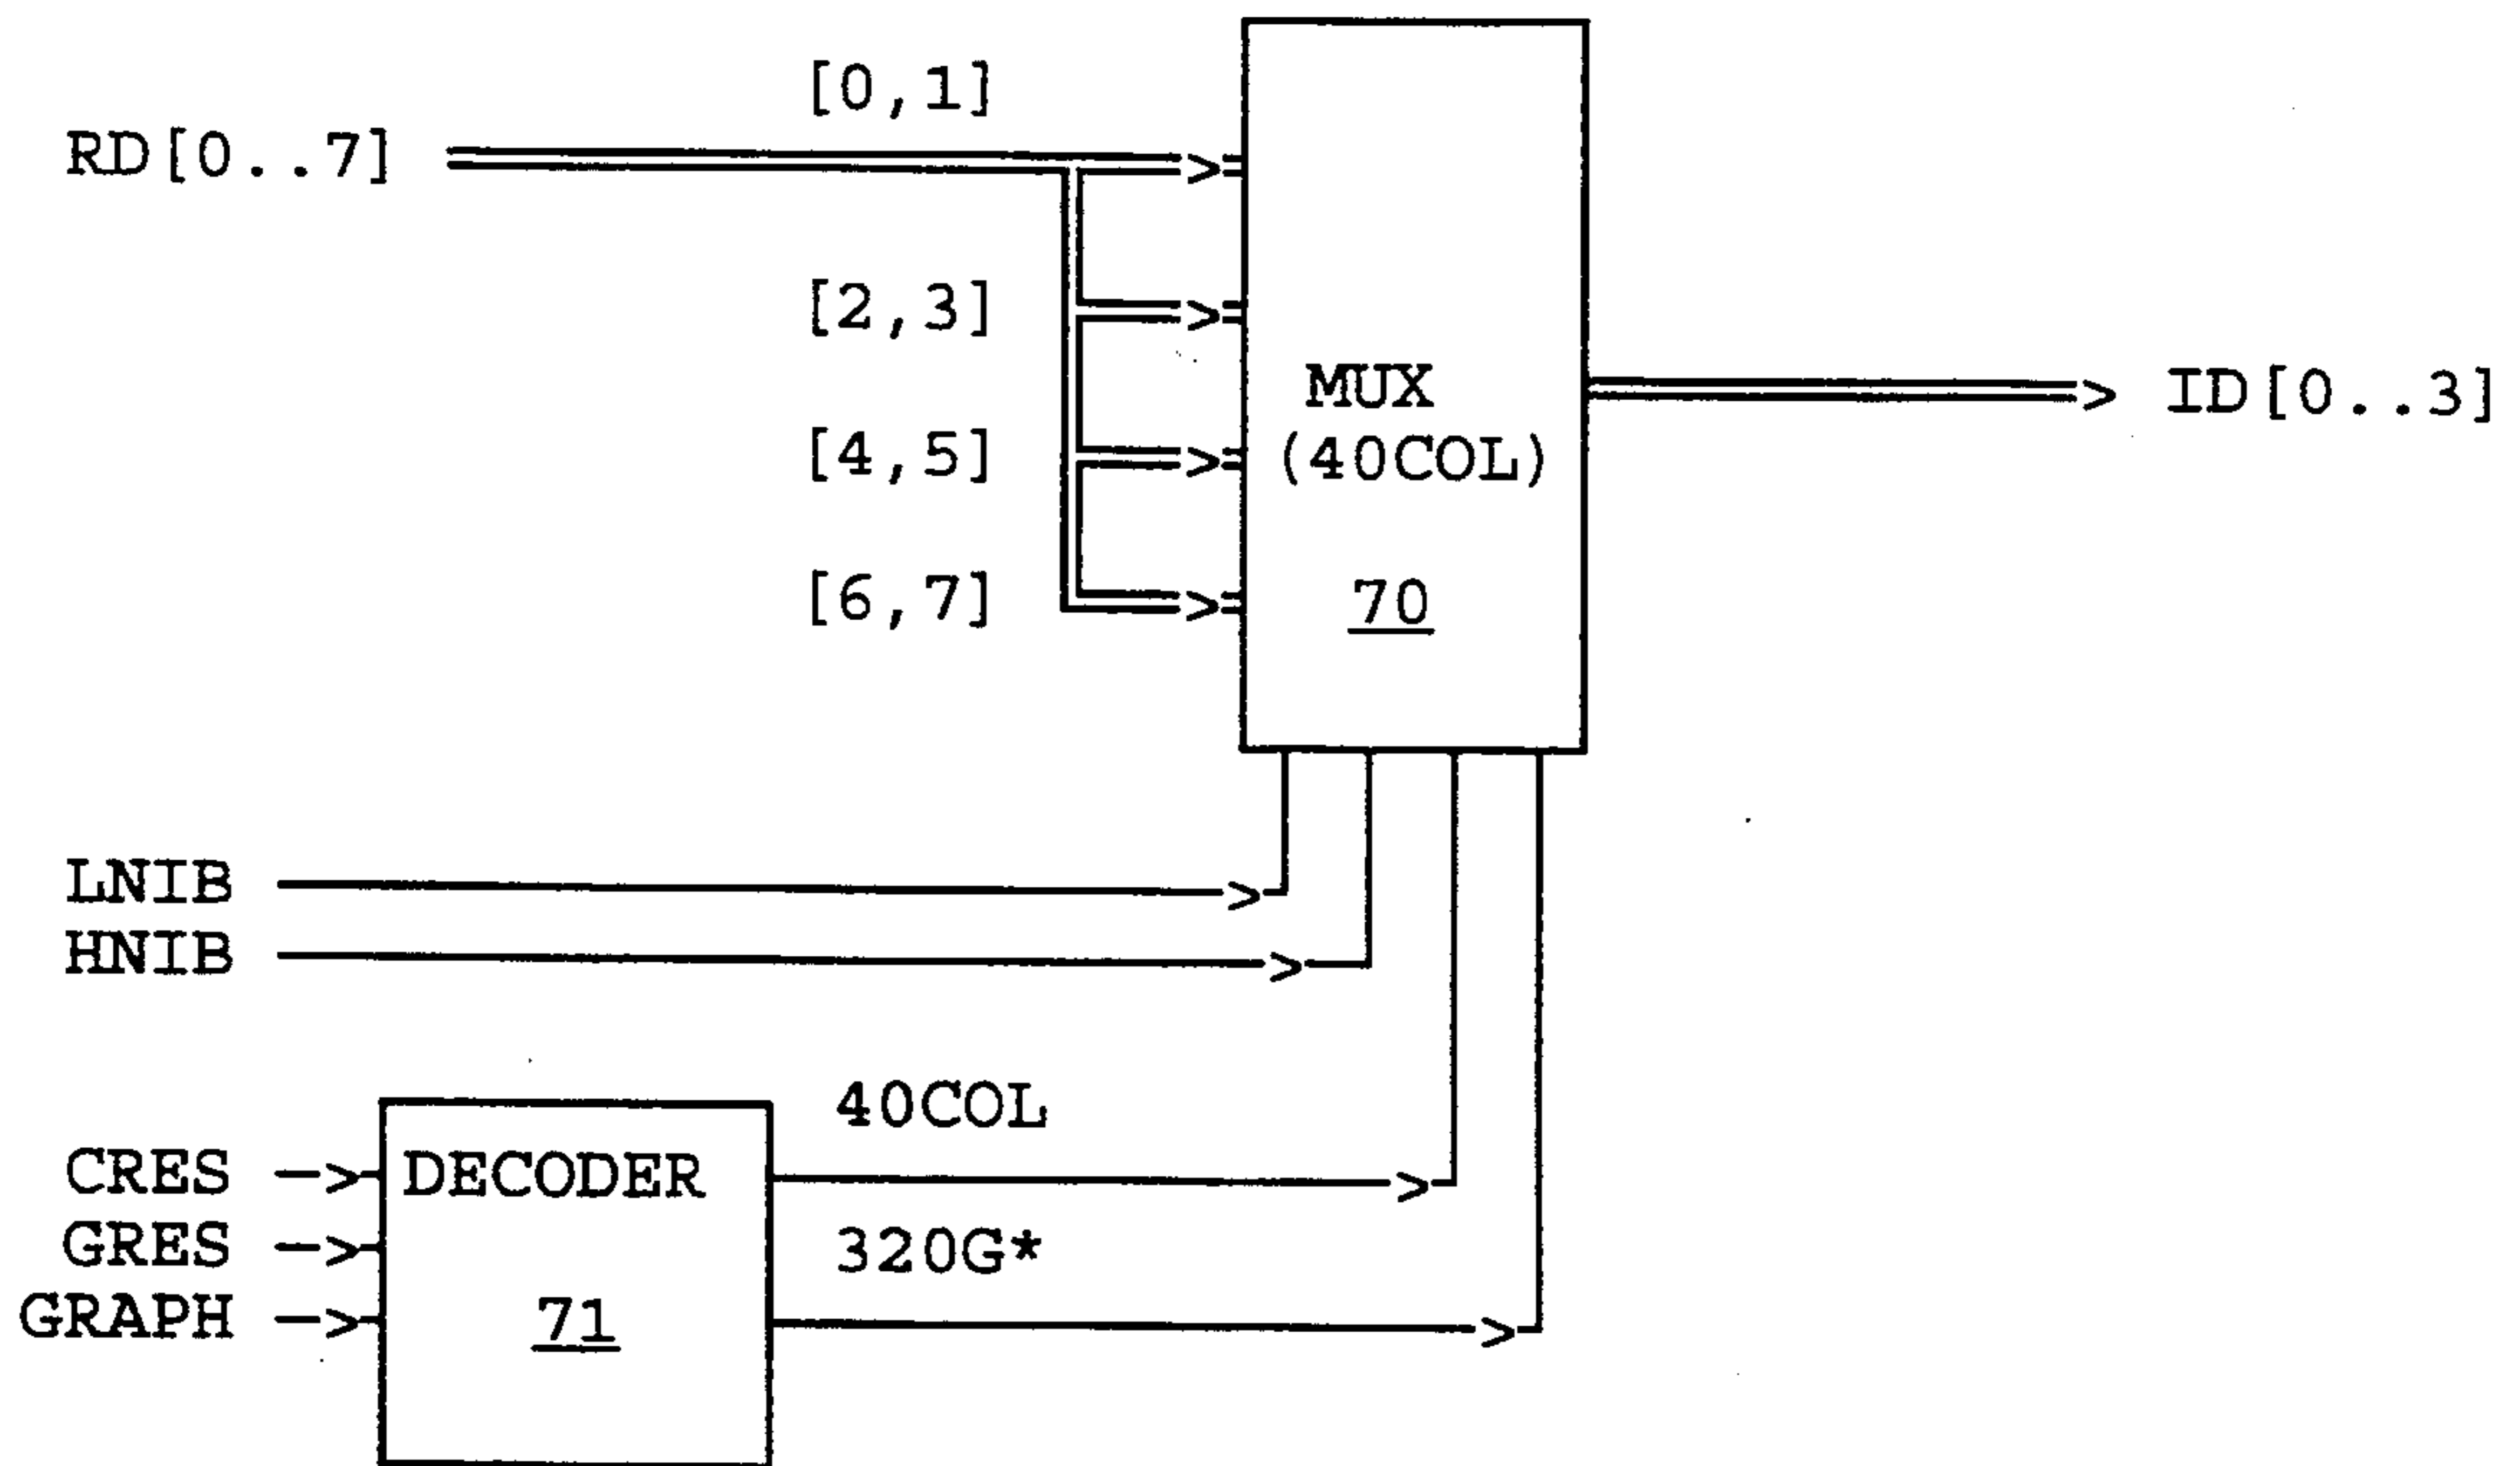 [0,1]
RD[0..7]
[2,3]
MUX
(40COL)
ID[0..3]
[4,5]
[6,7]
70
LNIB
HNIB
40COL
CRES
DECODER
GRES
320G*
GRAPH
71